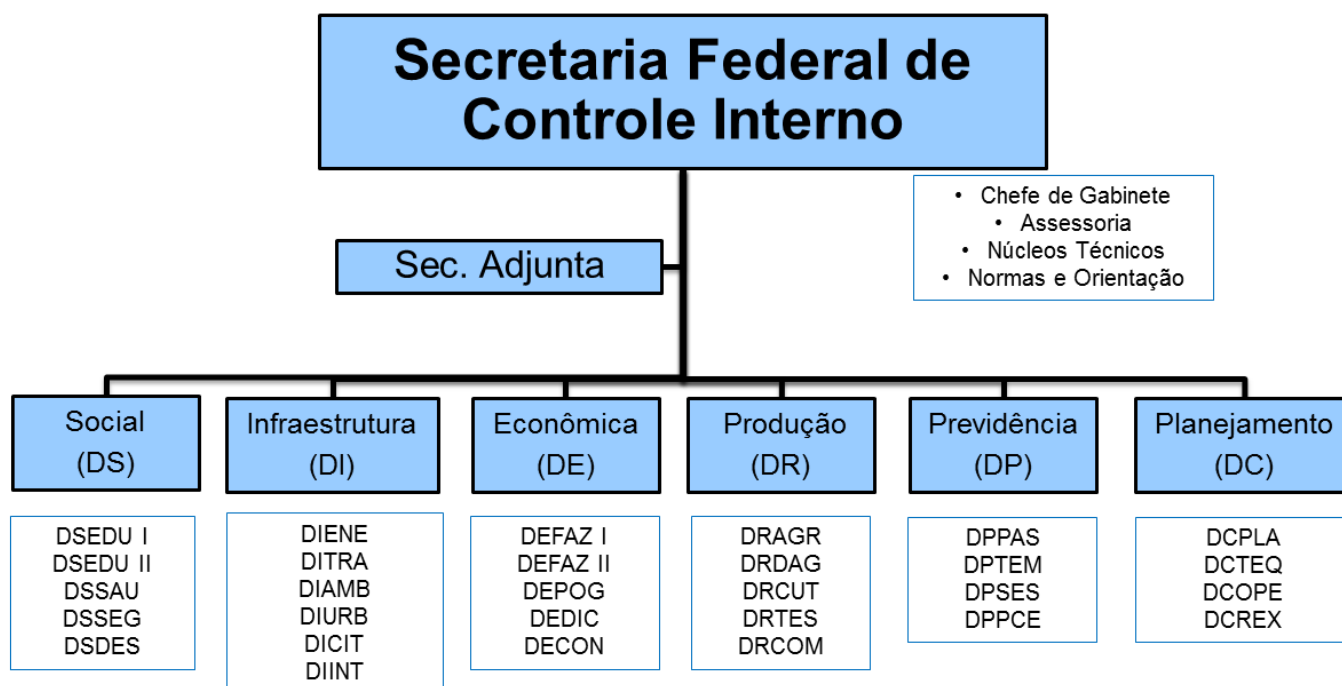 Secretaria Federal de
Controle Interno
• Chefe de Gabinete
• Assessoria
• Núcleos Técnicos
• Normas e Orientação
Sec. Adjunta
Social
(DS)
Infraestrutura
(DI)
Econômica
(DE)
Produção
(DR)
Previdência
(DP)
Planejamento
(DC)
DSEDU I
DSEDU II
DSSAU
DSSEG
DSDES
DIENE
DITRA
DIAMB
DIURB
DICIT
DIINT
DEFAZ I
DEFAZ II
DEPOG
DEDIC
DECON
DRAGR
DRDAG
DRCUT
DRTES
DRCOM
DPPAS
DPTEM
DPSES
DPPCE
DCPLA
DCTEQ
DCOPE
DCREX